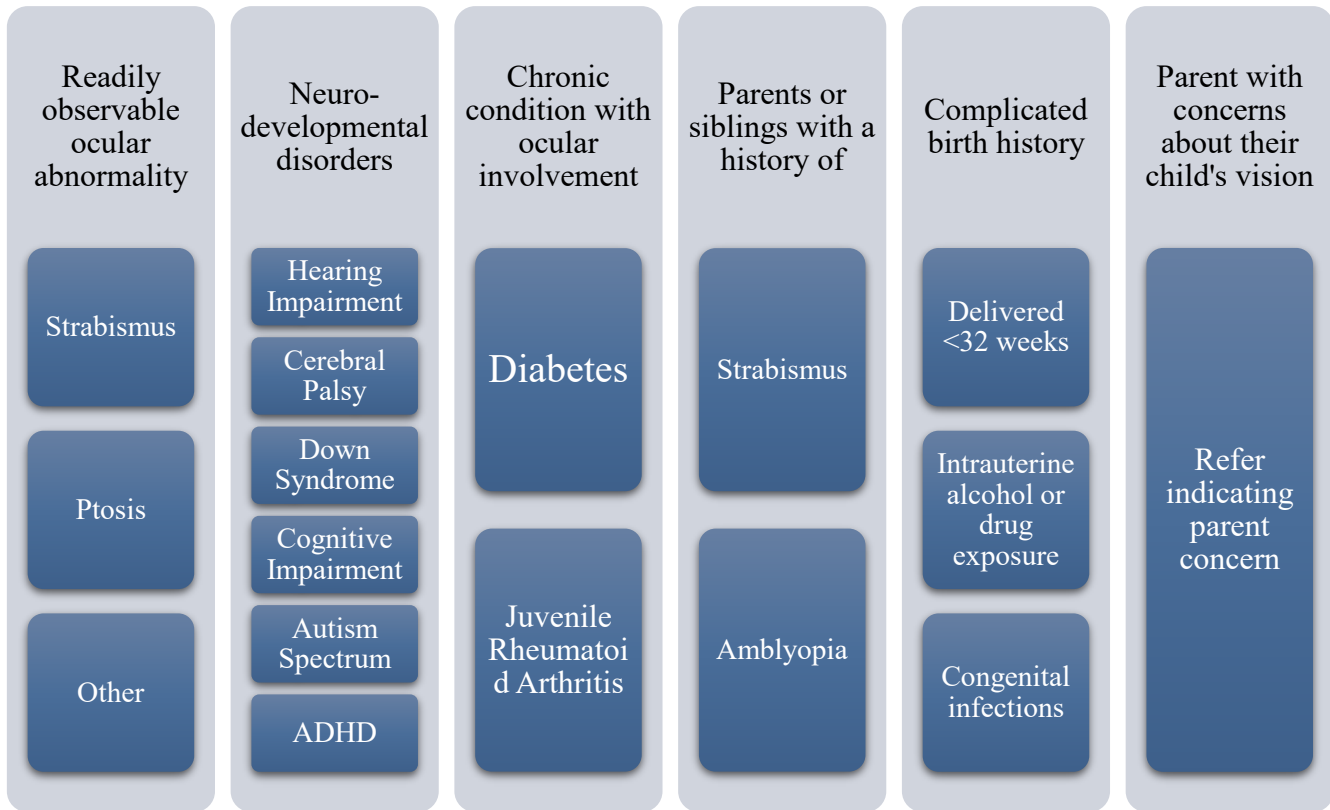 Readily
observable
ocular
abnormality
Strabismus
Ptosis
Other
Neuro-
developmental
disorders
Hearing
Impairment
Cerebral
Palsy
Down
Syndrome
Cognitive
Impairment
Autism
Spectrum
ADHD
Chronic
condition with
ocular
involvement
Diabetes
Juvenile
Rheumatoi
d Arthritis
Parents or
siblings with a
history of
Strabismus
Amblyopia
Complicated
birth history
Delivered
<32 weeks
Intrauterine
alcohol or
drug
exposure
Congenital
infections
Parent with
concerns
about their
child's vision
Refer
indicating
parent
concern